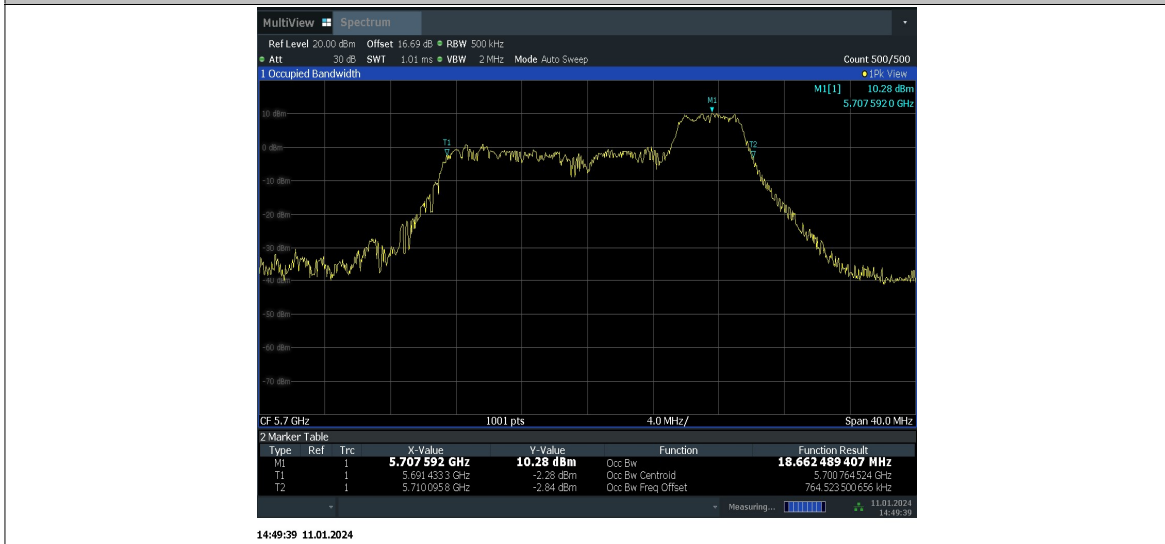 MultiView Spectrum
Ref Level 20.00 dBm Offset 16.69 dB RBW 500 kHz
Att 30 dB SWT 1.01 ms VBW 2 MHz Mode Auto Sweep Count 500/500
1 Occupied Bandwidth 1Pk View
M1[1] 10.28 dBm
5.707 592 0 GHz
M1
10 dBm
T1
T2
0 dBm
-10 dBm
-20 dBm
-30 dBm
-40 dBm
-50 dBm
-60 dBm
-70 dBm
CF 5.7 GHz 1001 pts 4.0 MHz/ Span 40.0 MHz
2 Marker Table
Type Ref Trc X-Value Y-Value Function Function Result
M1 1 5.707 592 GHz 10.28 dBm Occ Bw 18.662 489 407 MHz
T1 1 5.691 433 3 GHz -2.28 dBm Occ Bw Centroid 5.700 764 524 GHz
T2 1 5.710 095 8 GHz -2.84 dBm Occ Bw Freq Offset 764.523 500 656 kHz
Measuring... 11.01.2024
14:49:39
14:49:39 11.01.2024